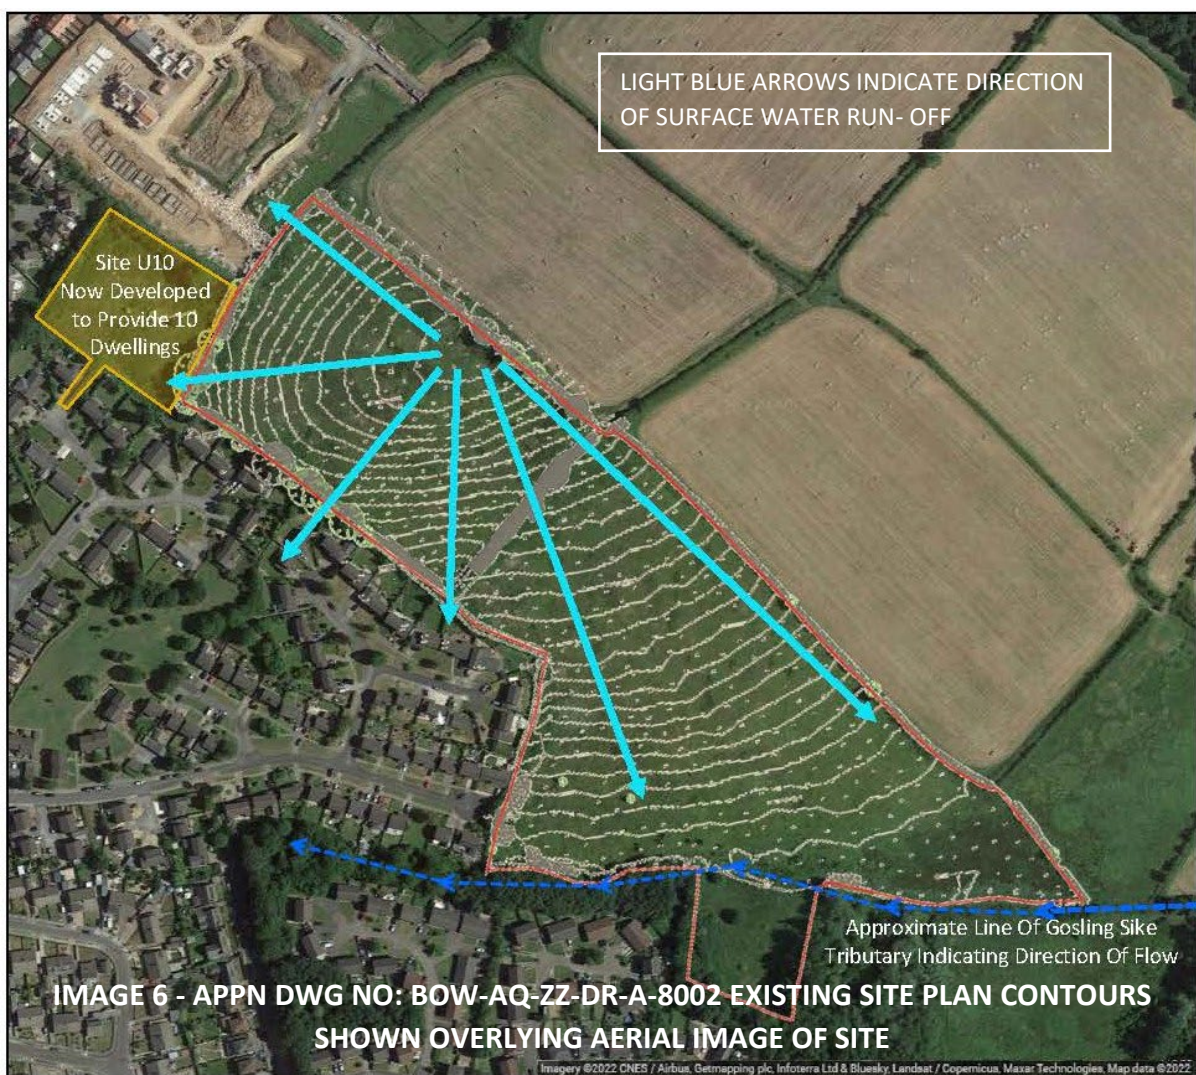 LIGHT BLUE ARROWS INDICATE DIRECTION
OF SURFACE WATER RUN- OFF
Site U10
Now Developed
to Provide 10
Dwellings
Approximate Line Of Gosling Sike
Tributary Indicating Direction Of Flow
IMAGE 6 - APPN DWG NO: BOW-AQ-ZZ-DR-A-8002 EXISTING SITE PLAN CONTOURS
SHOWN OVERLYING AERIAL IMAGE OF SITE
Imagery ©2022 CNES / Airbus, Getmapping plc, Infoterra Ltd & Bluesky, Landsat / Copernicus, Maxar Technologies, Map data ©2022